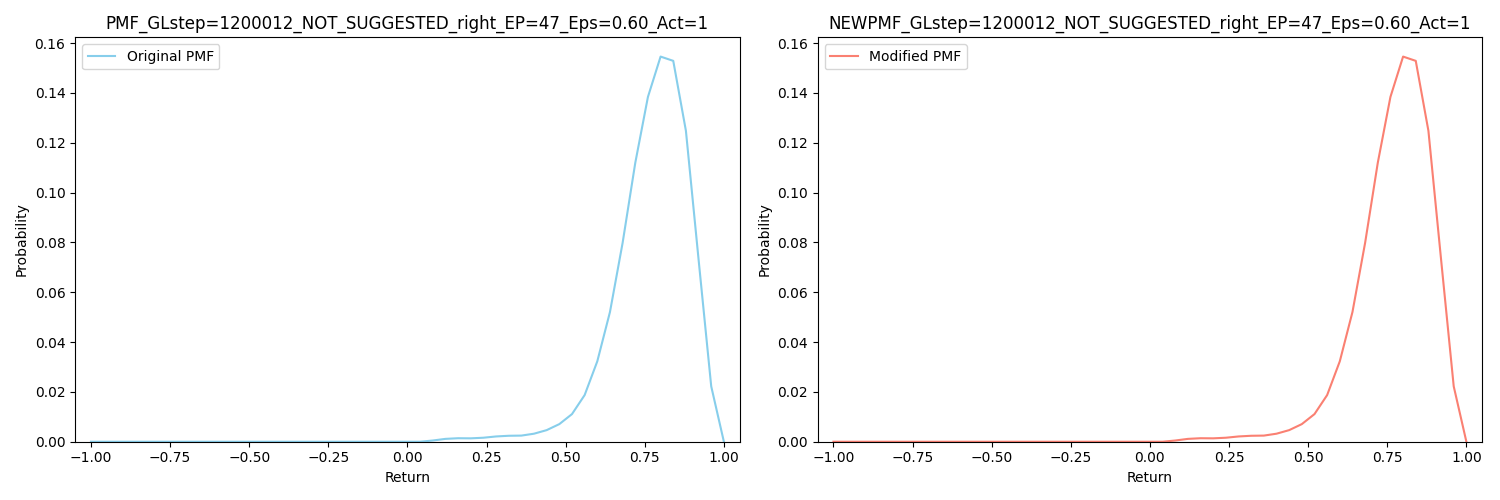 PMF_GLstep=1200012_NOT_SUGGESTED_right_EP=47_Eps=0.60_Act=1
Original PMF
0.16
0.14
0.12
0.10
0.08
0.06
0.04
0.02
0.00
Probability
−1.00 −0.75 −0.50 −0.25 0.00 0.25 0.50 0.75 1.00
Return
NEWPMF_GLstep=1200012_NOT_SUGGESTED_right_EP=47_Eps=0.60_Act=1
Modified PMF
0.16
0.14
0.12
0.10
0.08
0.06
0.04
0.02
0.00
Probability
−1.00 −0.75 −0.50 −0.25 0.00 0.25 0.50 0.75 1.00
Return